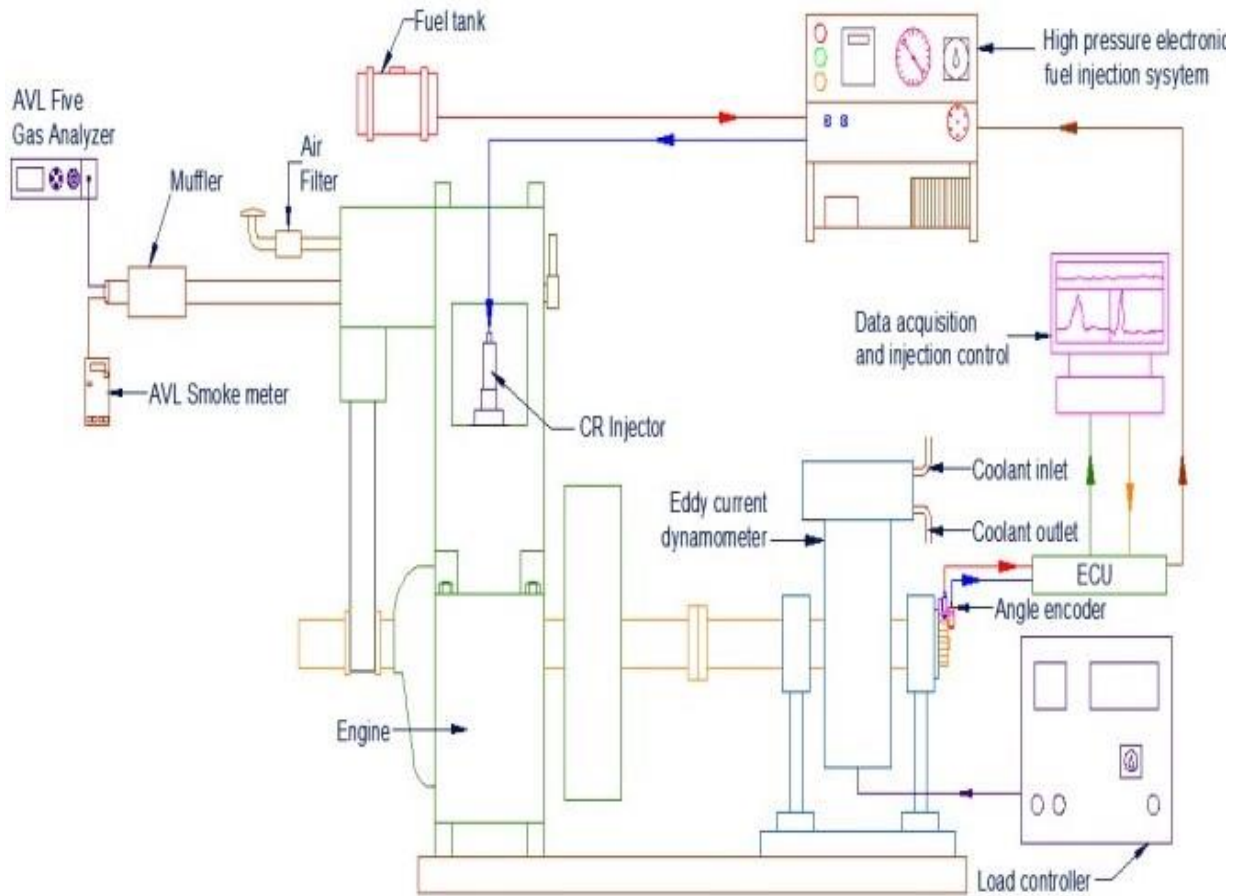 Fuel tank
High pressure electronic
fuel injection sysytem
AVL Five
Gas Analyzer
Muffler
Air
Filter
Data acquisition
and injection control
AVL Smoke meter
CR Injector
Coolant inlet
Eddy current
dynamometer
Coolant outlet
ECU
Angle encoder
Engine
Load controller